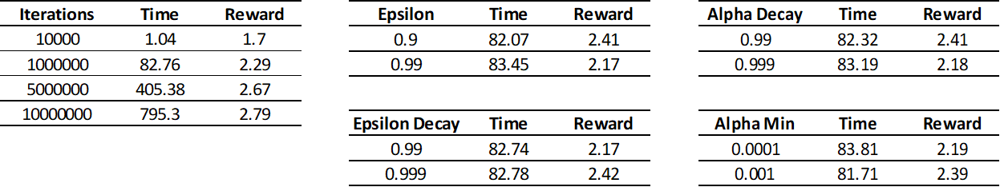 Iterations Time Reward
10000 1.04 1.7
1000000 82.76 2.29
5000000 405.38 2.67
10000000 795.3 2.79
Epsilon Time Reward
0.9 82.07 2.41
0.99 83.45 2.17
Alpha Decay Time Reward
0.99 82.32 2.41
0.999 83.19 2.18
Epsilon Decay Time Reward
0.99 82.74 2.17
0.999 82.78 2.42
Alpha Min Time Reward
0.0001 83.81 2.19
0.001 81.71 2.39